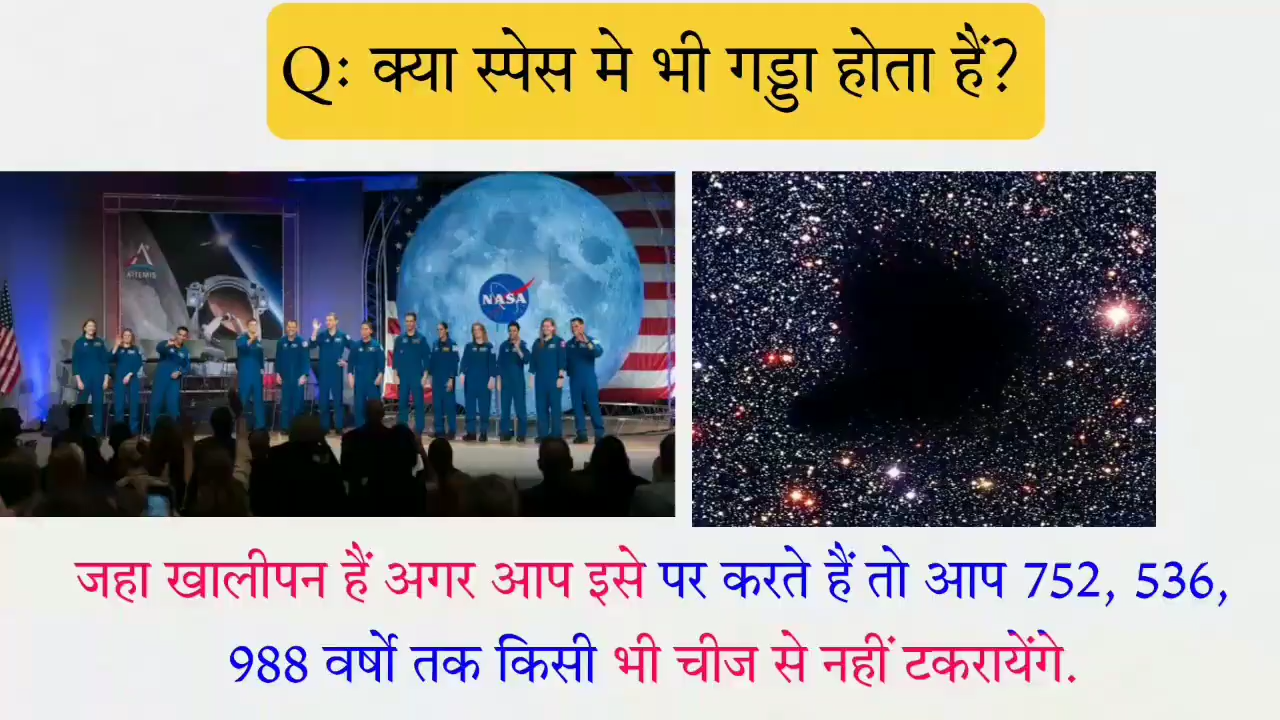 Q: क्या स्पेस मे भी गड्डा होता हैं?
ARTEMIS
NASA
जहा खालीपन हैं अगर आप इसे पर करते हैं तो आप 752, 536,
988 वर्षो तक किसी भी चीज से नहीं टकरायेंगे.